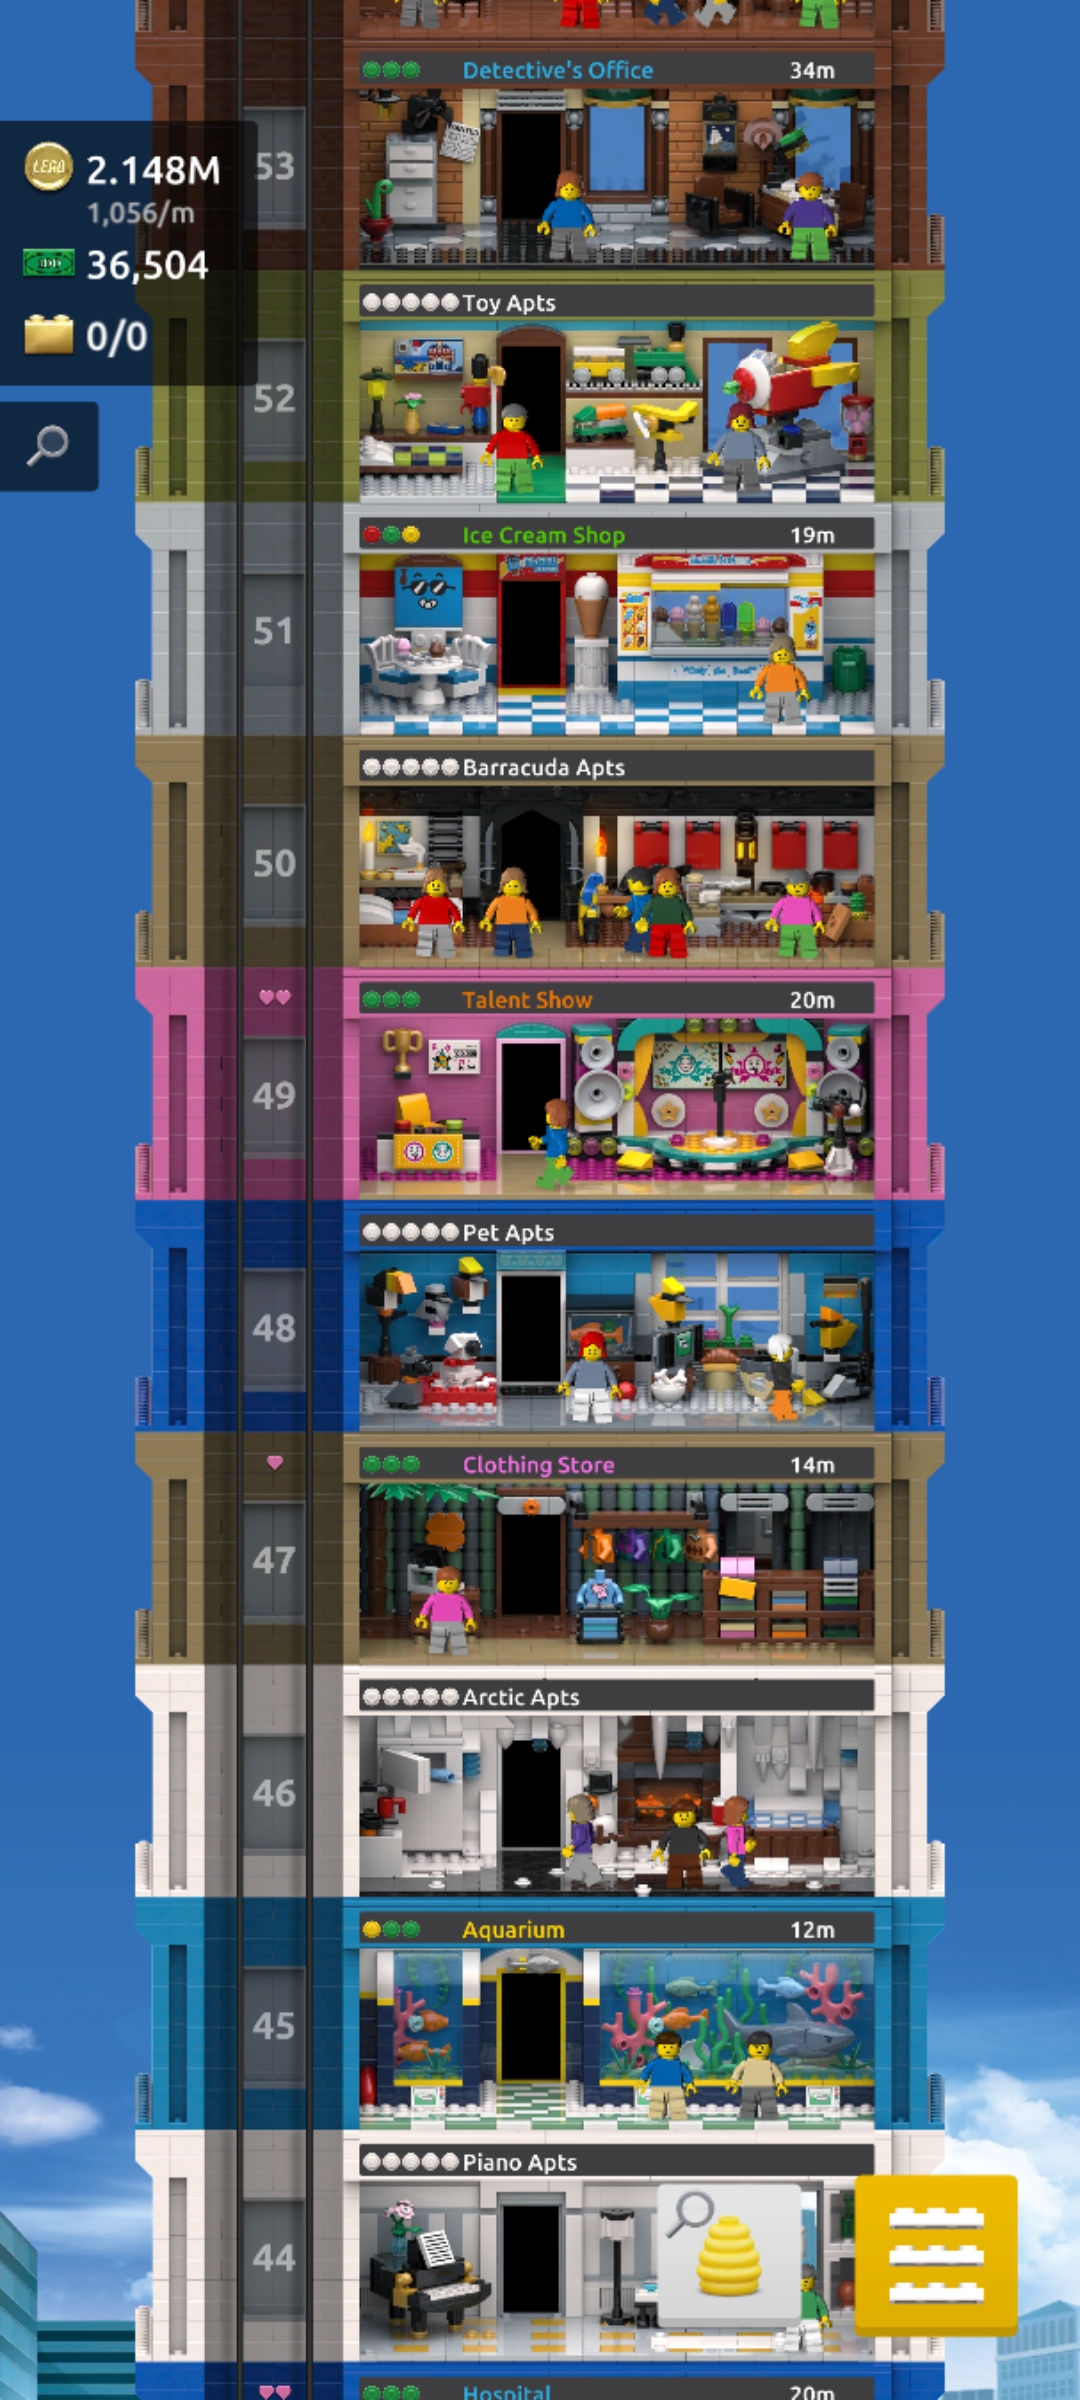 Detective's Office 34m
53
LEGO 2.148M
1,056/m
36,504
0/0
Toy Apts
52
Ice Cream Shop 19m
51
Barracuda Apts
50
Talent Show 20m
49
Pet Apts
48
Clothing Store 14m
47
Arctic Apts
46
Aquarium 12m
45
Piano Apts
44
Hospital 20m